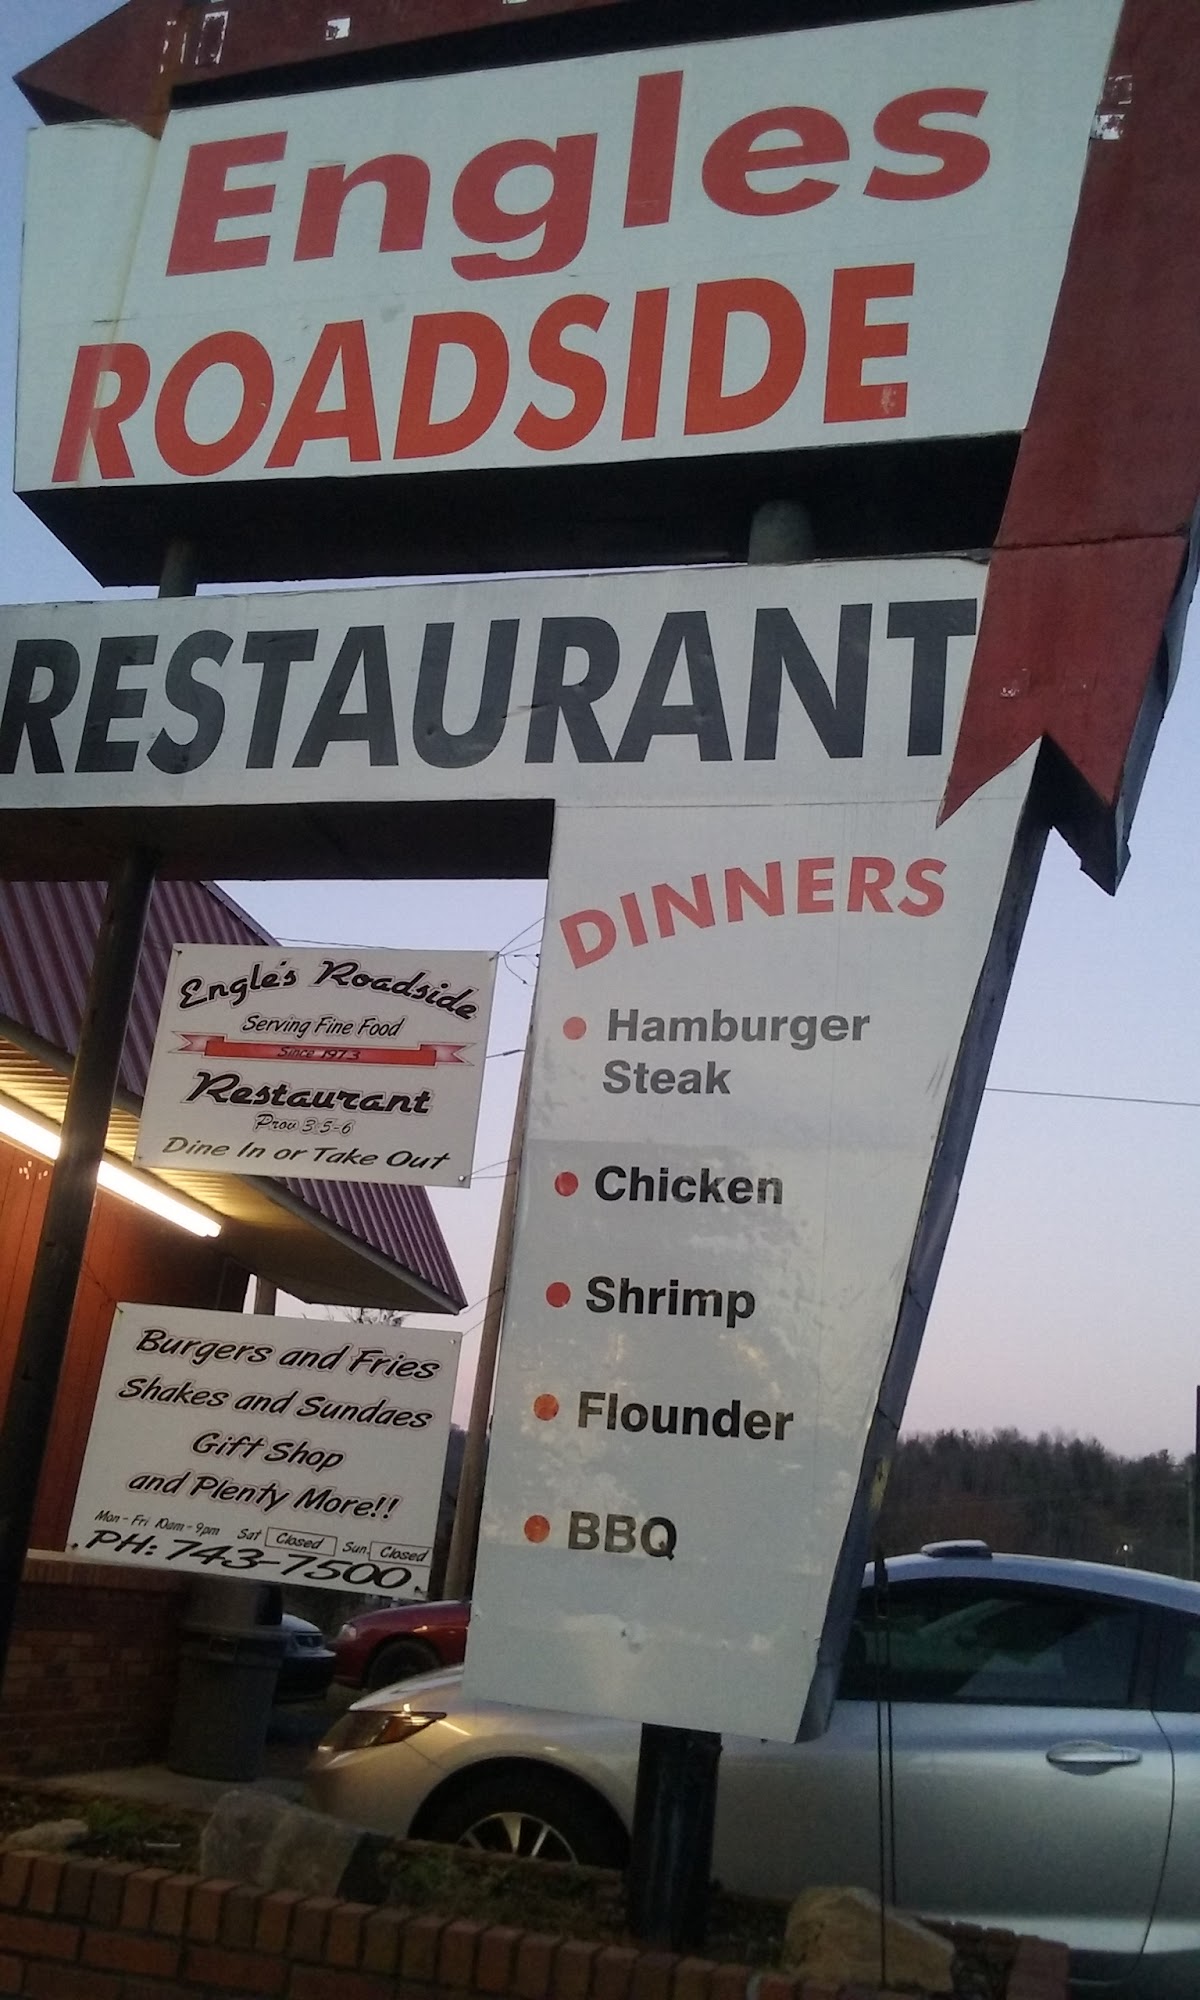 Engles
ROADSIDE
RESTAURANT
DINNERS
• Hamburger
Steak
• Chicken
• Shrimp
• Flounder
• BBQ
Engle's Roadside
Serving Fine Food
Since 1973
Restaurant
Prov 3:5-6
Dine In or Take Out
Burgers and Fries
Shakes and Sundaes
Gift Shop
and Plenty More!!
Mon - Fri 10am - 9pm Sat Closed Sun. Closed
PH: 743-7500